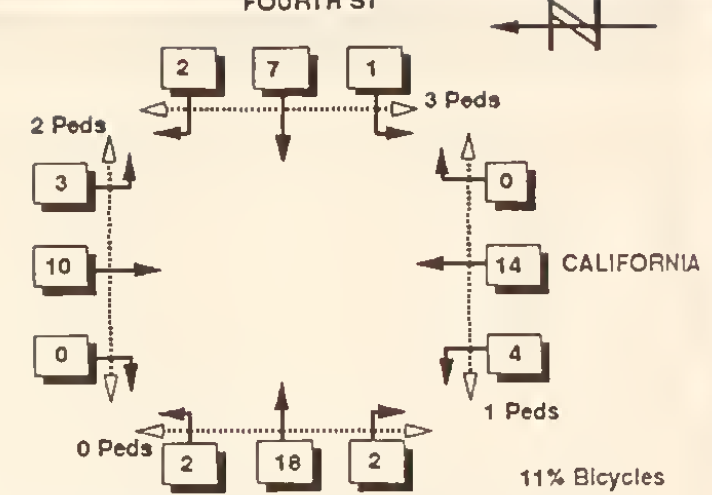 FOURTH ST
2 7 1
3 Peds
2 Peds
3
0
10
14 CALIFORNIA
0
4
1 Peds
0 Peds
2 18 2
11% Bicycles